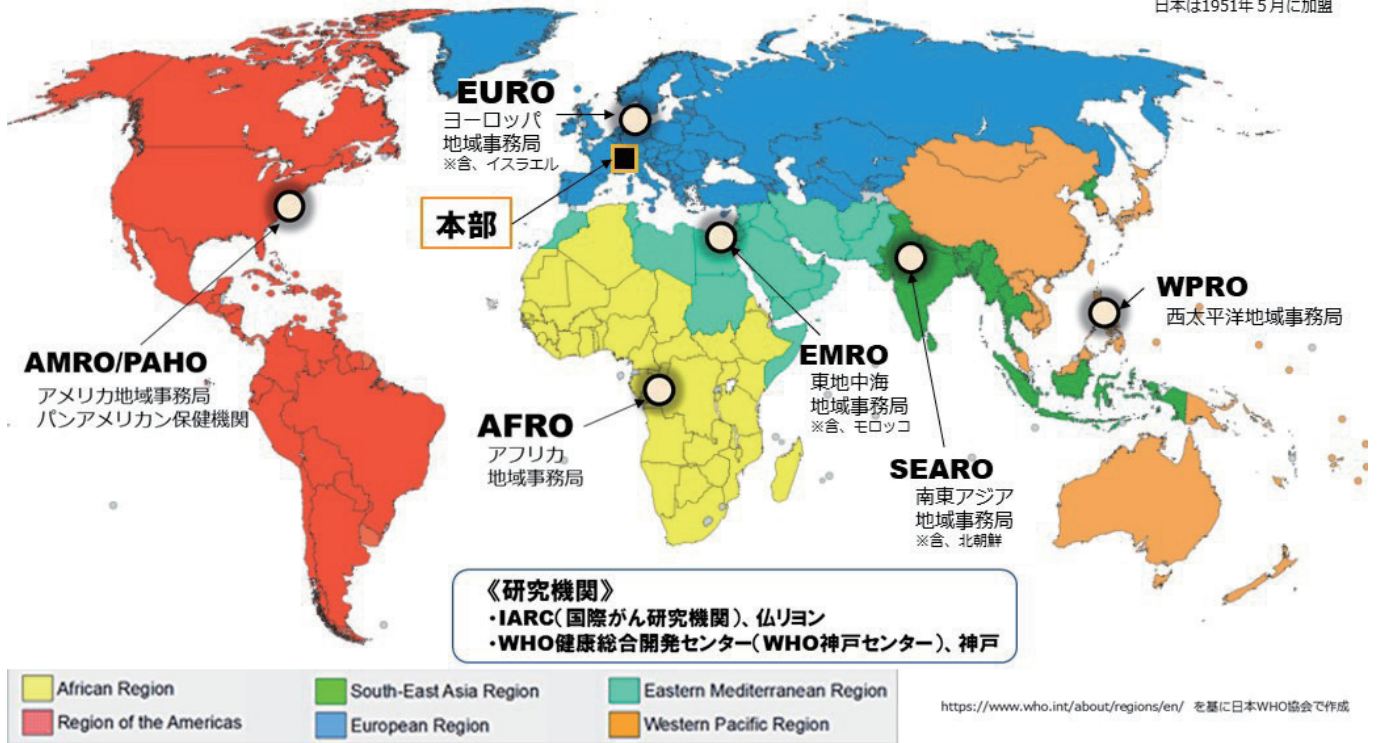 日本は1951年5月に加盟
EURO
ヨーロッパ
地域事務局
※含、イスラエル
本部
WPRO
西太平洋地域事務局
AMRO/PAHO
アメリカ地域事務局
パンアメリカン保健機関
EMRO
東地中海
地域事務局
※含、モロッコ
AFRO
アフリカ
地域事務局
SEARO
南東アジア
地域事務局
※含、北朝鮮
《研究機関》
・IARC(国際がん研究機関)、仏リヨン
・WHO健康総合開発センター(WHO神戸センター)、神戸
African Region
South-East Asia Region
Eastern Mediterranean Region
Region of the Americas
European Region
Western Pacific Region
https://www.who.int/about/regions/en/ を基に日本WHO協会で作成